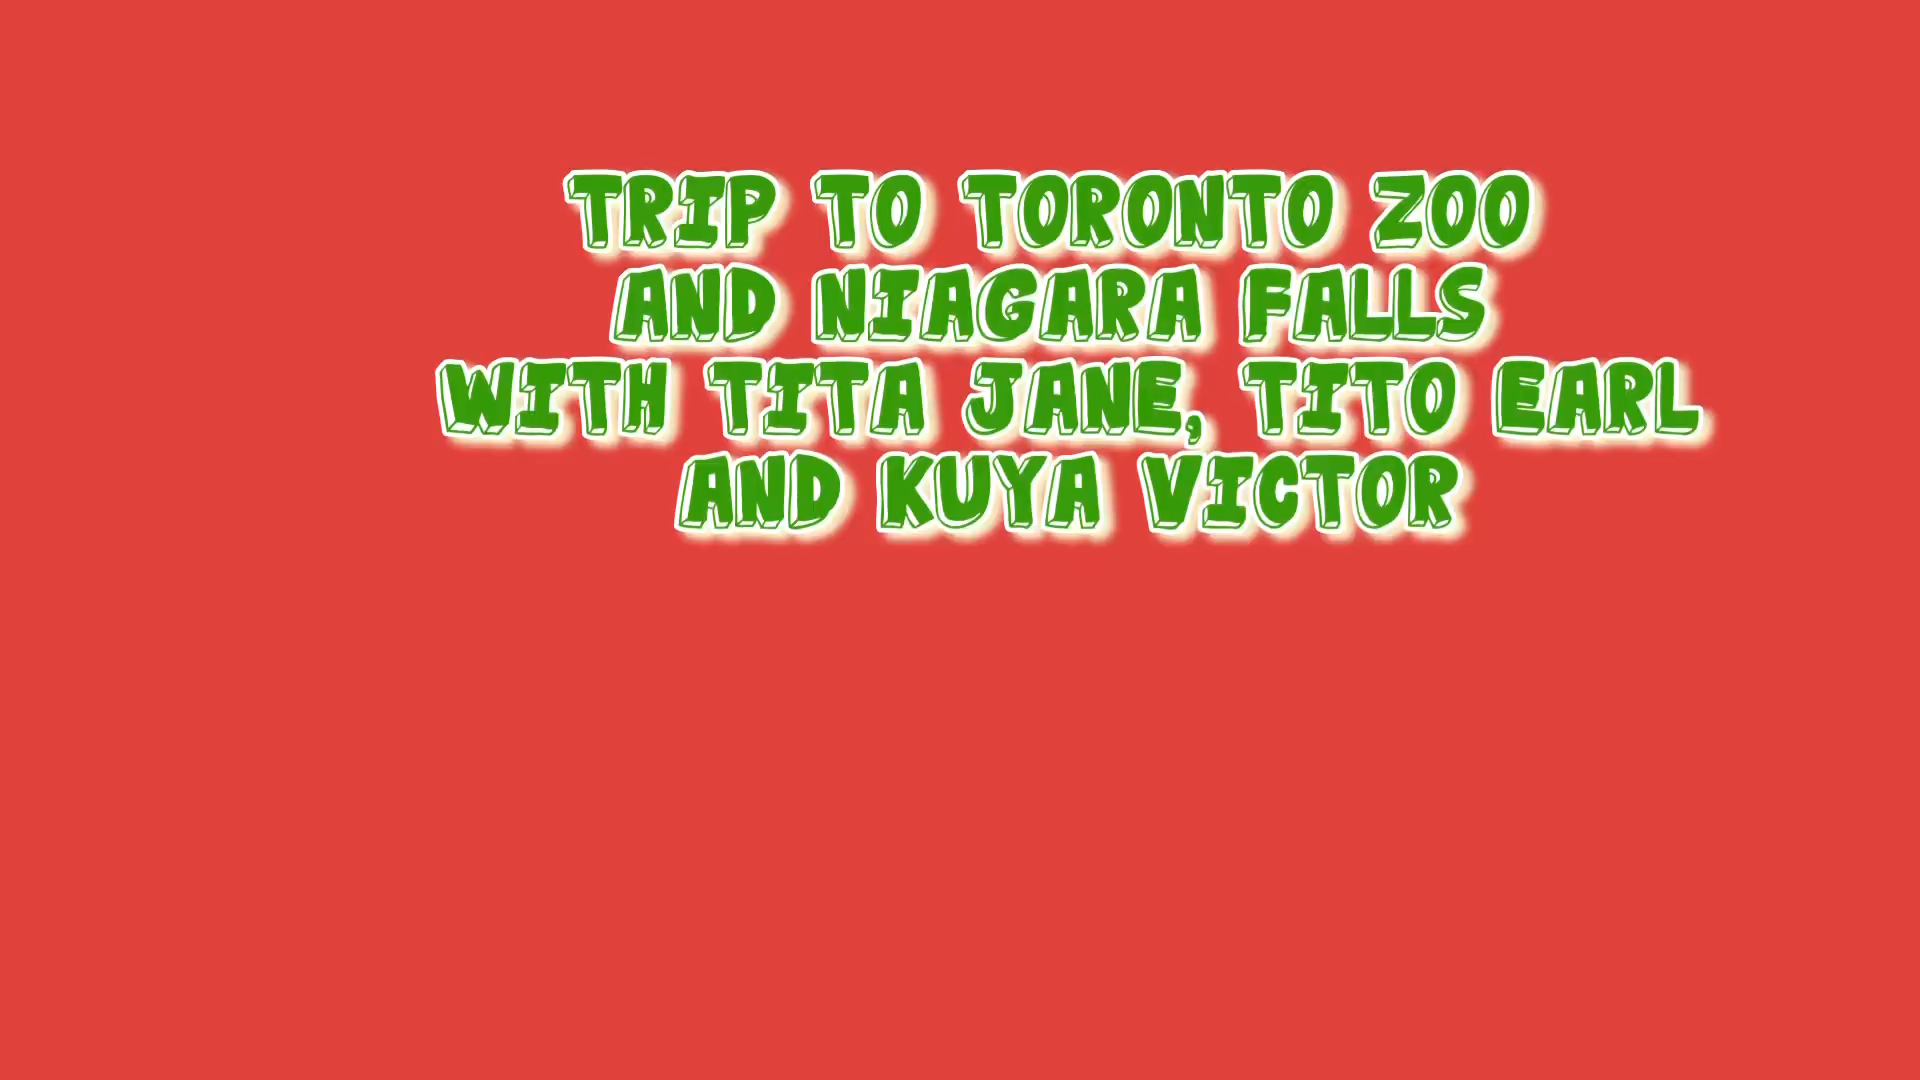 TRIP TO TORONTO ZOO
AND NIAGARA FALLS
WITH TITA JANE, TITO EARL
AND KUYA VICTOR